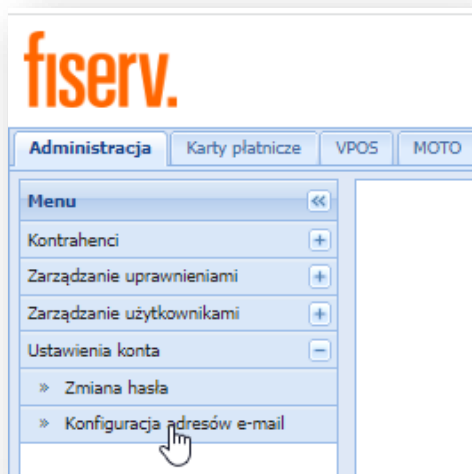 fiserv.
Administracja Karty płatnicze VPOS MOTO
Menu
Kontrahenci
Zarządzanie uprawnieniami
Zarządzanie użytkownikami
Ustawienia konta
» Zmiana hasła
» Konfiguracja adresów e-mail